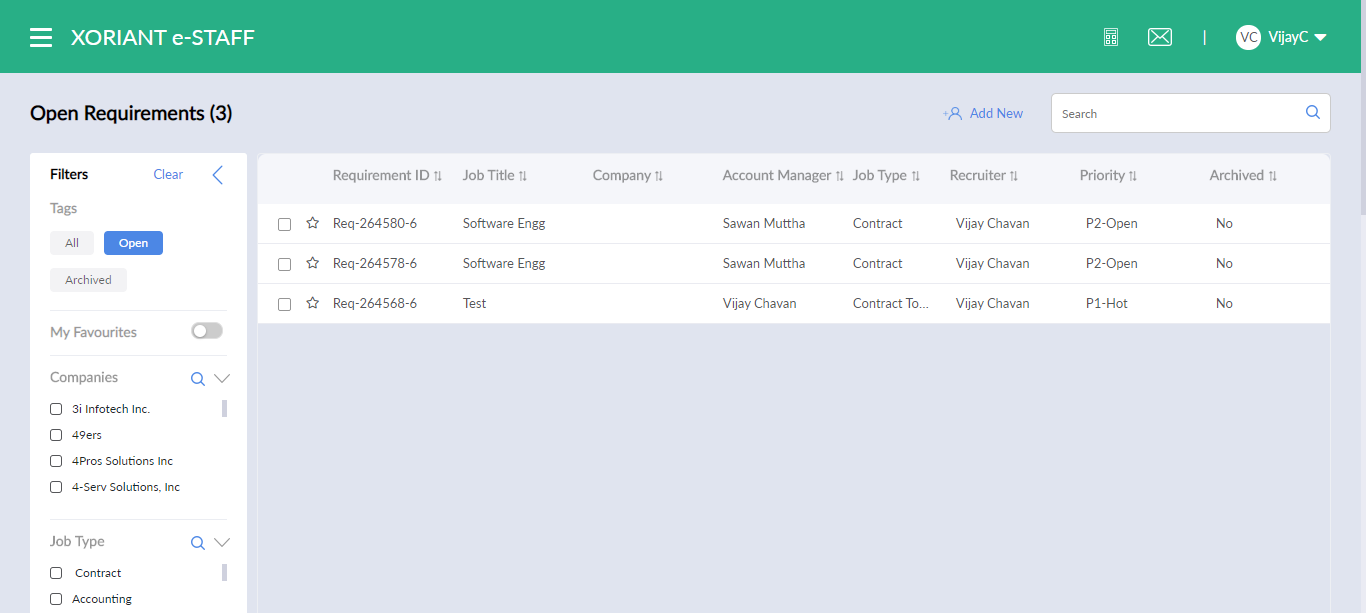 XORIANT e-STAFF
VC VijayC
Open Requirements (3)
Add New
Search
Filters Clear
Tags
All Open
Archived
My Favourites
Companies
3i Infotech Inc.
49ers
4Pros Solutions Inc
4-Serv Solutions, Inc
Job Type
Contract
Accounting
Requirement ID Job Title Company Account Manager Job Type Recruiter Priority Archived
Req-264580-6 Software Engg Sawan Muttha Contract Vijay Chavan P2-Open No
Req-264578-6 Software Engg Sawan Muttha Contract Vijay Chavan P2-Open No
Req-264568-6 Test Vijay Chavan Contract To... Vijay Chavan P1-Hot No